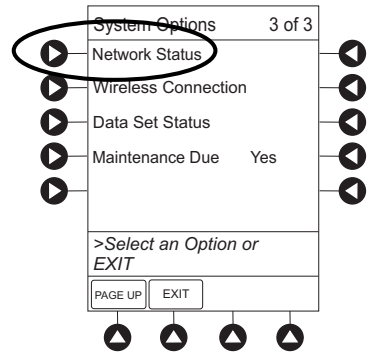 System Options 3 of 3
Network Status
Wireless Connection
Data Set Status
Maintenance Due Yes
>Select an Option or
EXIT
PAGE UP EXIT